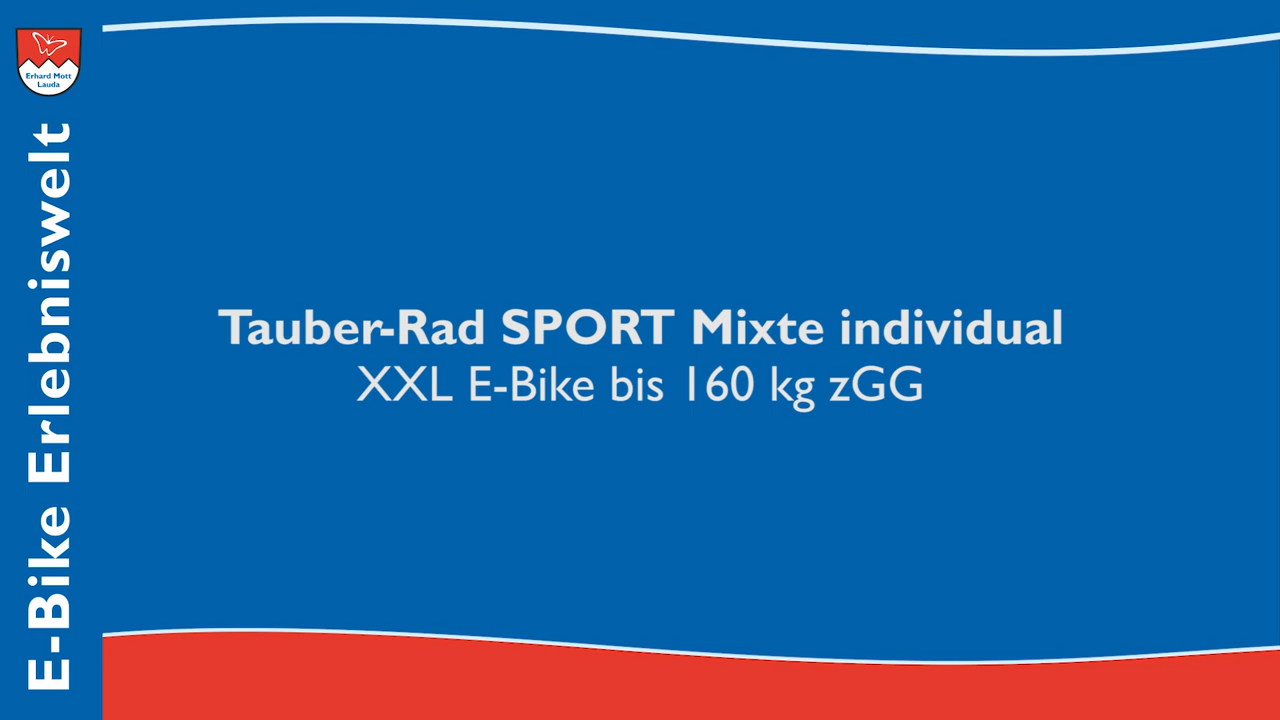 Erhard Mott
Lauda
E-Bike Erlebniswelt
Tauber-Rad SPORT Mixte individual
XXL E-Bike bis 160 kg zGG